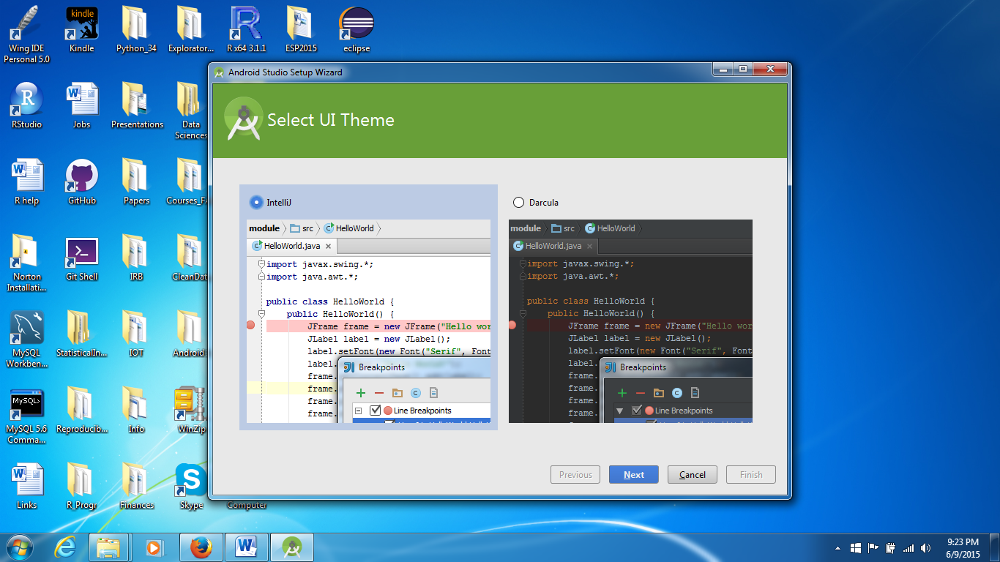 Wing IDE
Personal 5.0
Kindle
kindle
Python_34
Explorator...
R x64 3.1.1
ESP2015
eclipse
RStudio
Jobs
Presentations
Data
Sciences
R help
GitHub
Papers
Norton
Installati...
Git Shell
IRB
MySQL
Workben...
StatisticalIn...
IOT
Android
MySQL>
MySQL 5.6
Comma...
Reproducib...
Info
WinZip
Links
R_Progr
Finances
Skype
Computer
Android Studio Setup Wizard
Select UI Theme
IntelliJ
module src HelloWorld
HelloWorld.java
import javax.swing.*;
import java.awt.*;
public class HelloWorld {
public HelloWorld() {
JFrame frame = new JFrame("Hello wor
JLabel label = new JLabel();
label.setFont(new Font("Serif", Font
label.
frame.
frame.
frame.
frame.
Breakpoints
Line Breakpoints
Darcula
module src HelloWorld
HelloWorld.java
import javax.swing.*;
import java.awt.*;
public class HelloWorld {
public HelloWorld() {
JFrame frame = new JFrame("Hello wor
JLabel label = new JLabel();
label.setFont(new Font("Serif", Font
label.
frame.
frame.
frame.
frame.
Breakpoints
Line Breakpoints
Previous
Next
Cancel
Finish
9:23 PM
6/9/2015